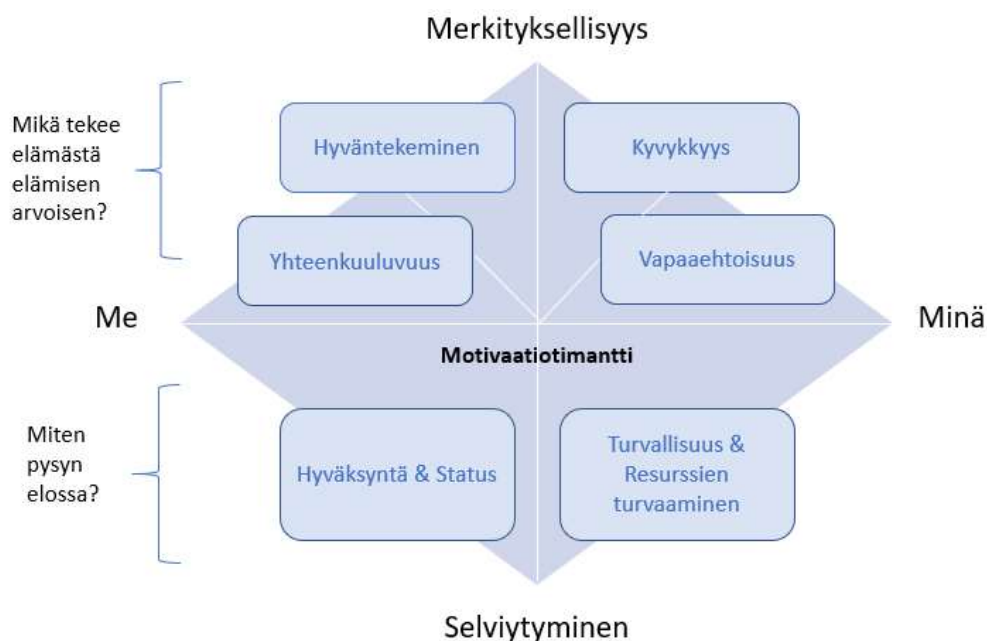 Merkityksellisyys
Mikä tekee
elämästä
elämisen
arvoisen?
Hyväntekeminen
Kyvykkyys
Yhteenkuuluvuus
Vapaaehtoisuus
Me
Minä
Motivaatiotimantti
Miten
pysyn
elossa?
Hyväksyntä & Status
Turvallisuus &
Resurssien
turvaaminen
Selviytyminen